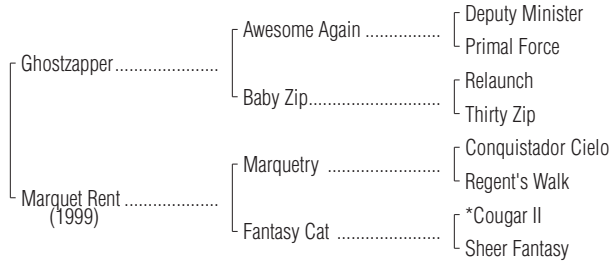 Deputy Minister
Awesome Again ................
Primal Force
Ghostzapper.....................
Relaunch
Baby Zip...........................
Thirty Zip
Conquistador Cielo
Marquetry .......................
Regent's Walk
Marquet Rent ...................
(1999)
*Cougar II
Fantasy Cat .....................
Sheer Fantasy